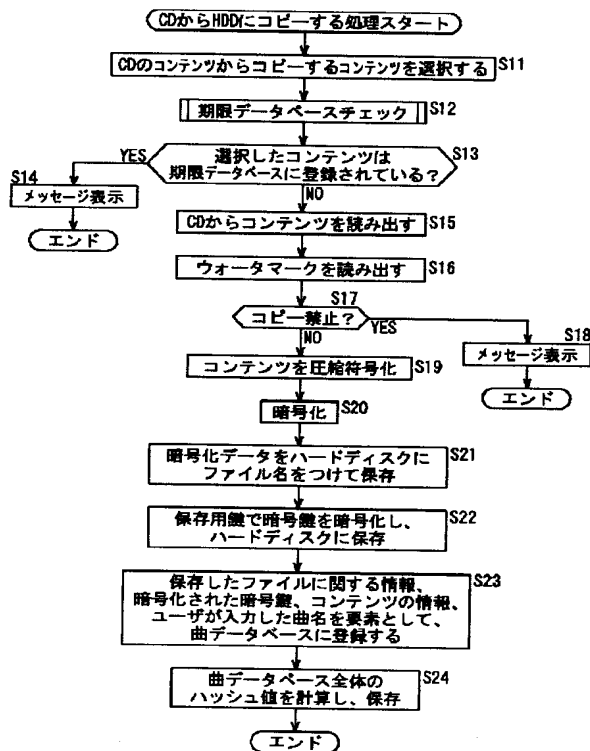 CDからHDDにコピーする処理スタート
S11
CDのコンテンツからコピーするコンテンツを選択する
S12
期限データベースチェック
S13
選択したコンテンツは
期限データベースに登録されている?
YES
NO
S14
メッセージ表示
エンド
S15
CDからコンテンツを読み出す
S16
ウォータマークを読み出す
S17
コピー禁止?
YES
NO
S18
メッセージ表示
エンド
S19
コンテンツを圧縮符号化
S20
暗号化
S21
暗号化データをハードディスクに
ファイル名をつけて保存
S22
保存用鍵で暗号鍵を暗号化し、
ハードディスクに保存
S23
保存したファイルに関する情報、
暗号化された暗号鍵、コンテンツの情報、
ユーザが入力した曲名を要素として、
曲データベースに登録する
S24
曲データベース全体の
ハッシュ値を計算し、保存
エンド